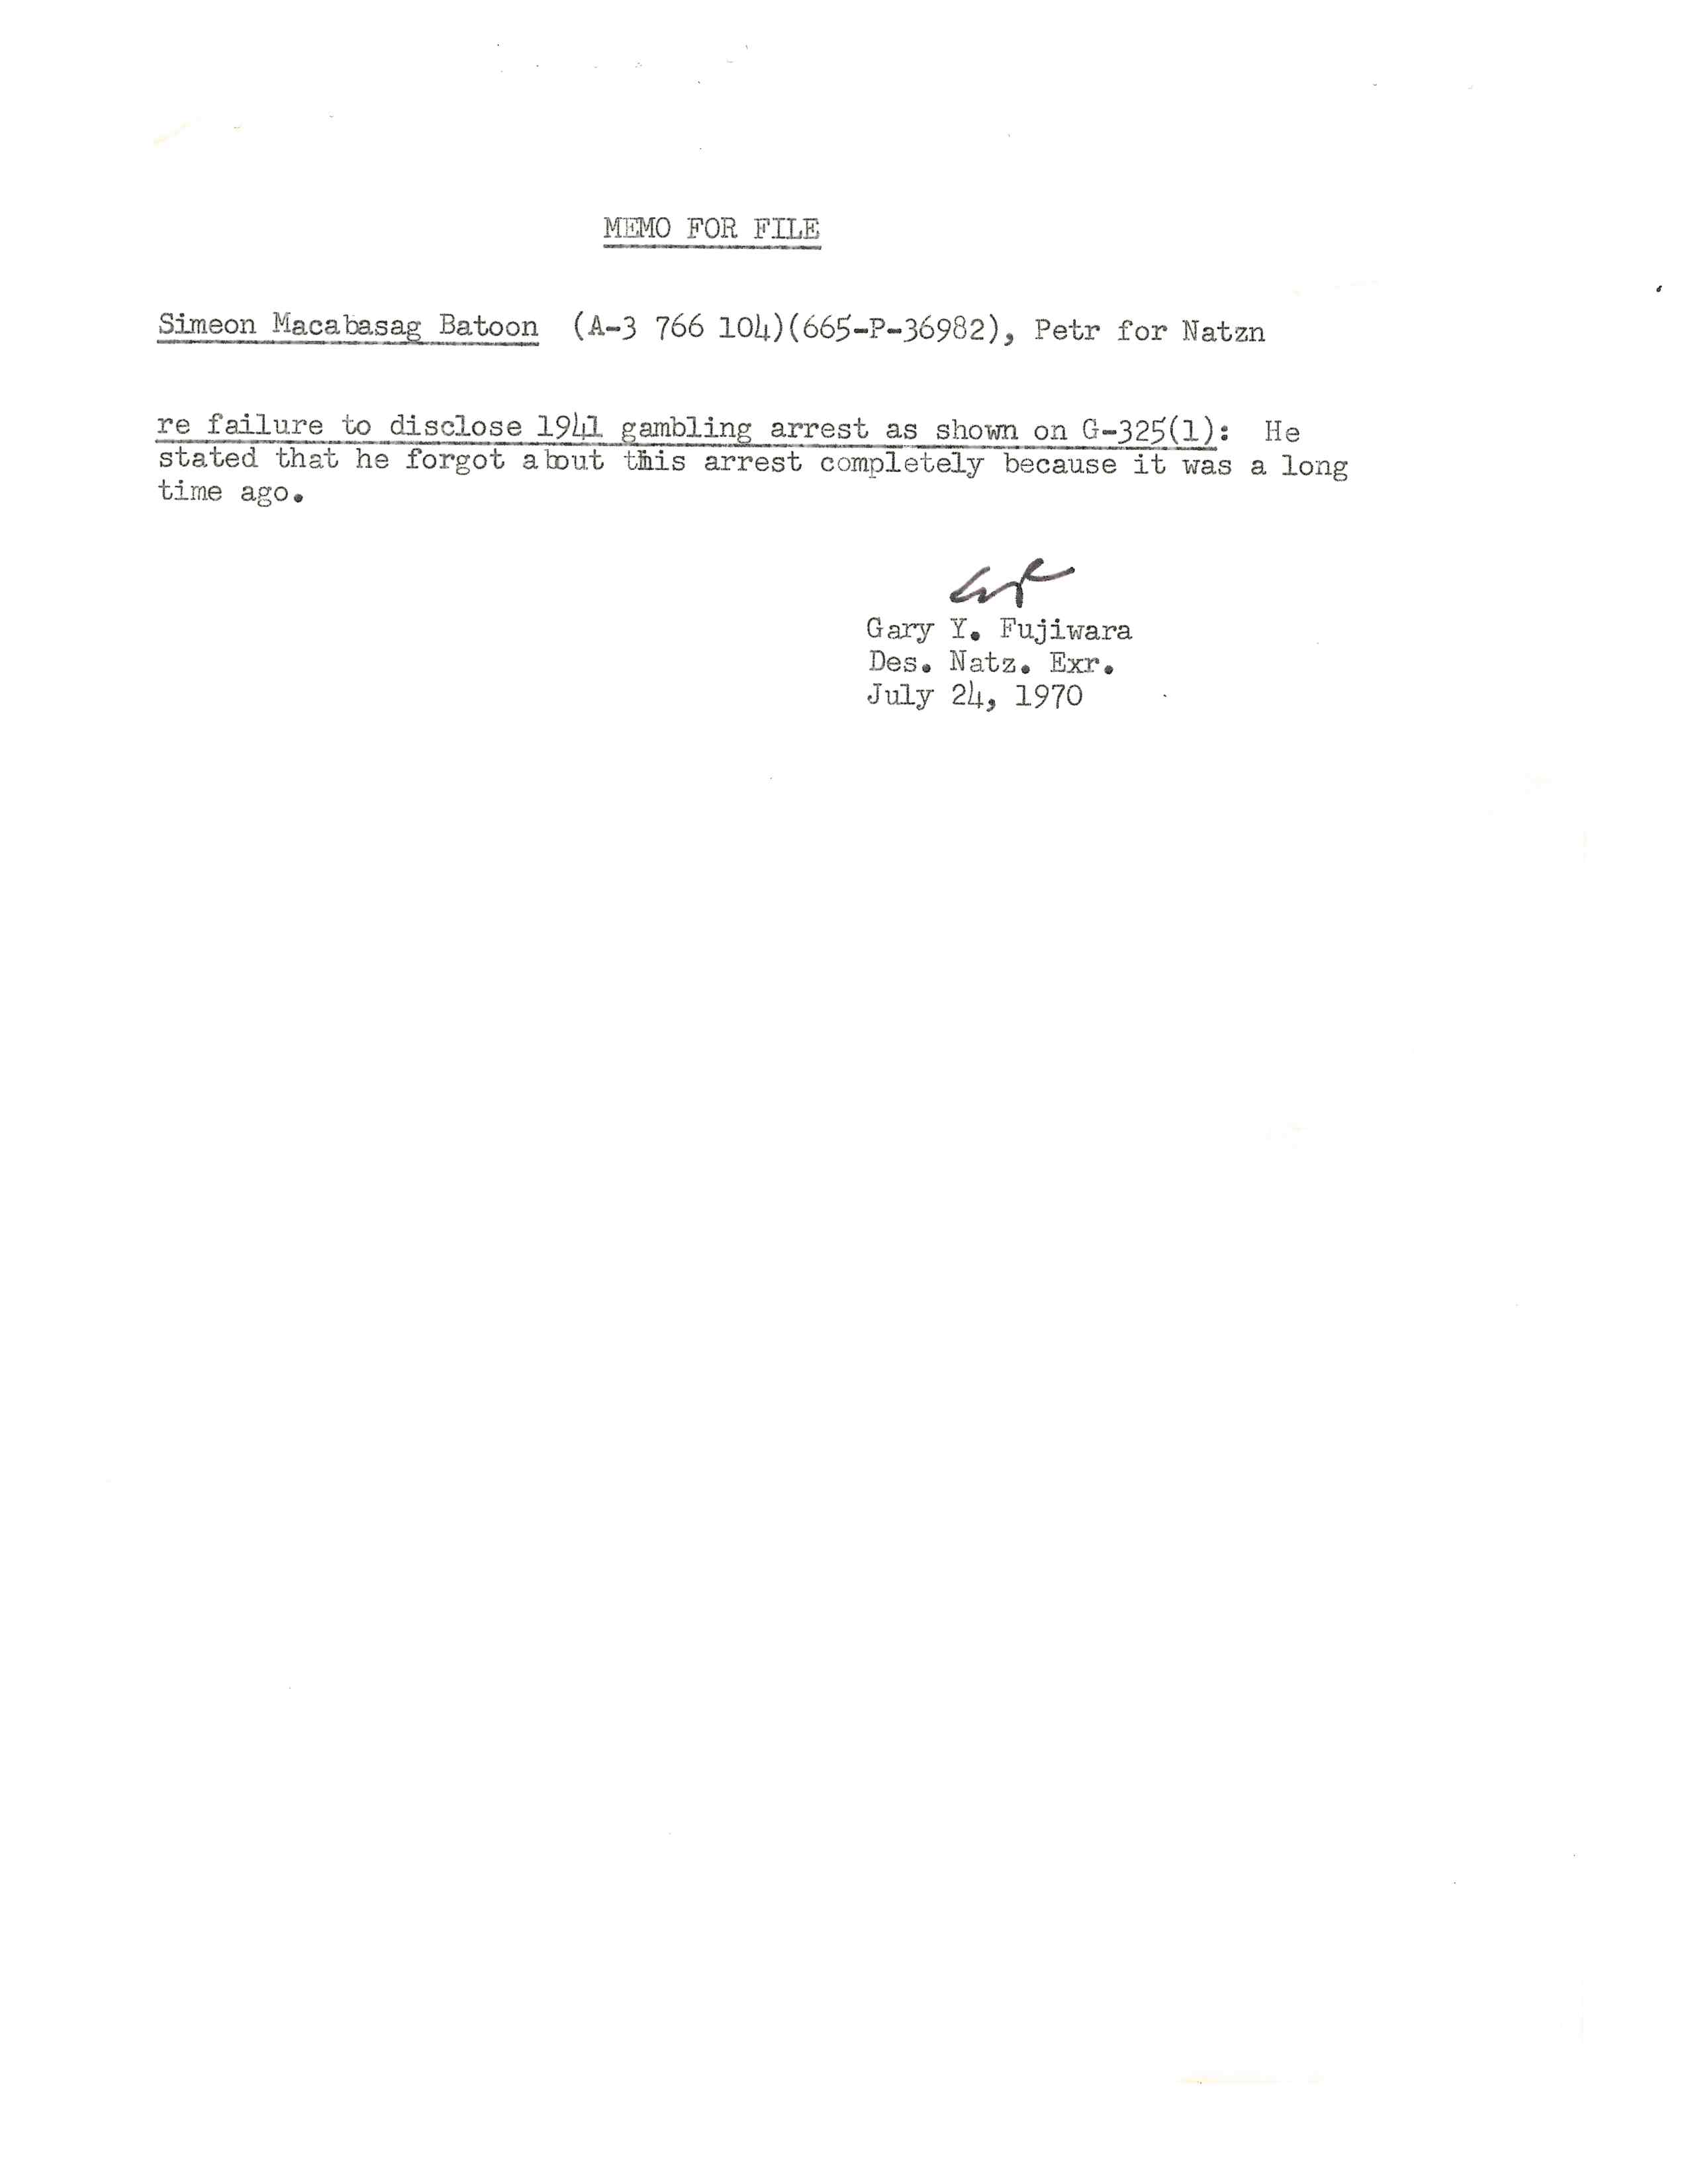 MEMO FOR FILE
Simeon Macabasag Batoon (A-3 766 104)(665-P-36982), Petr for Natzn
re failure to disclose 1941 gambling arrest as shown on G-325(1): He
stated that he forgot about this arrest completely because it was a long
time ago.
Gary Y. Fujiwara
Des. Natz. Exr.
July 24, 1970